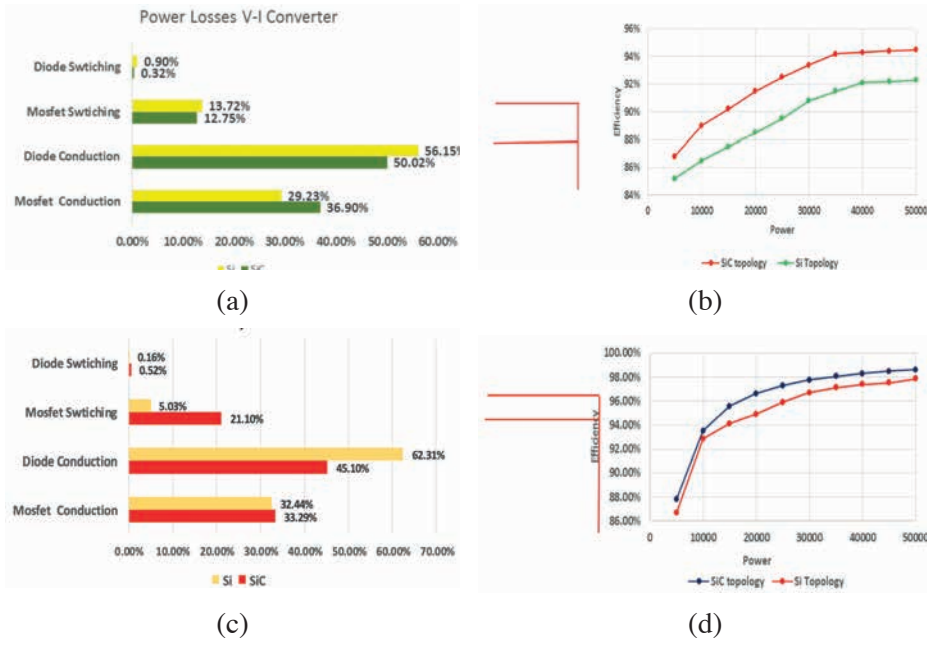 Power Losses V-I Converter
Diode Swtiching
0.90%
0.32%
Mosfet Swtiching
13.72%
12.75%
Diode Conduction
56.15%
50.02%
Mosfet Conduction
29.23%
36.90%
0.00% 10.00% 20.00% 30.00% 40.00% 50.00% 60.00%
Si SiC
(a)
96%
94%
92%
90%
88%
86%
84%
Efficiency
0 10000 20000 30000 40000 50000
Power
SiC topology Si Topology
(b)
Diode Swtiching
0.16%
0.52%
Mosfet Swtiching
5.03%
21.10%
Diode Conduction
62.31%
45.10%
Mosfet Conduction
32.44%
33.29%
0.00% 10.00% 20.00% 30.00% 40.00% 50.00% 60.00% 70.00%
Si SiC
(c)
100.00%
98.00%
96.00%
94.00%
92.00%
90.00%
88.00%
86.00%
Efficiency
0 10000 20000 30000 40000 50000
Power
SiC topology Si Topology
(d)